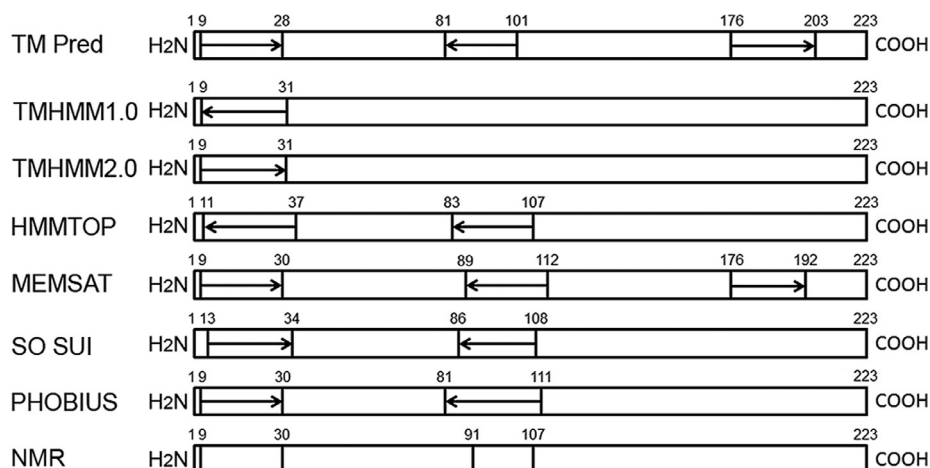 1 9 28 81 101 176 203 223
TM Pred H2N COOH
1 9 31 223
TMHMM1.0 H2N COOH
1 9 31 223
TMHMM2.0 H2N COOH
1 11 37 83 107 223
HMMTOP H2N COOH
1 9 30 89 112 176 192 223
MEMSAT H2N COOH
1 13 34 86 108 223
SO SUI H2N COOH
1 9 30 81 111 223
PHOBIUS H2N COOH
1 9 30 91 107 223
NMR H2N COOH